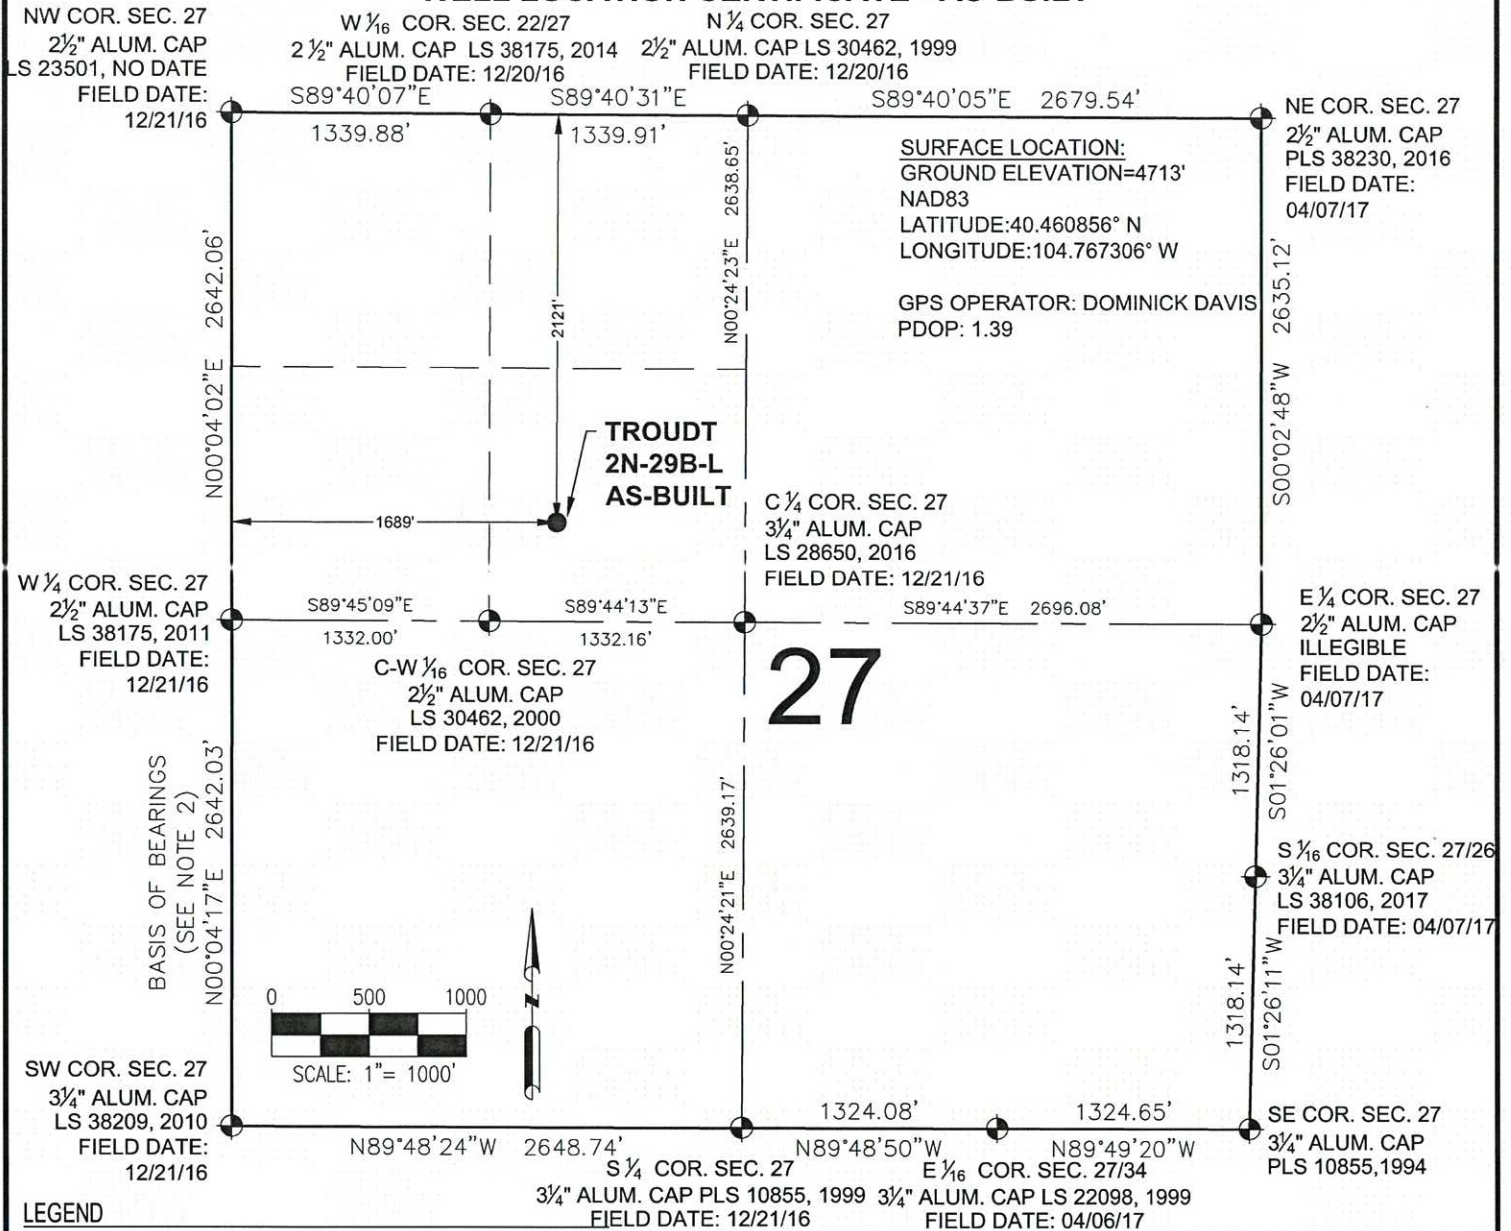 NW COR. SEC. 27
2½" ALUM. CAP
LS 23501, NO DATE
FIELD DATE:
12/21/16
W 1⁄16 COR. SEC. 22/27
2 ½" ALUM. CAP LS 38175, 2014
FIELD DATE: 12/20/16
N ¼ COR. SEC. 27
2½" ALUM. CAP LS 30462, 1999
FIELD DATE: 12/20/16
S89°40'07"E
1339.88'
S89°40'31"E
1339.91'
S89°40'05"E 2679.54'
NE COR. SEC. 27
2½" ALUM. CAP
PLS 38230, 2016
FIELD DATE:
04/07/17
SURFACE LOCATION:
GROUND ELEVATION=4713'
NAD83
LATITUDE:40.460856° N
LONGITUDE:104.767306° W
GPS OPERATOR: DOMINICK DAVIS
PDOP: 1.39
N00°04'02"E 2642.06'
2121'
N00°24'23"E 2638.65'
S00°02'48"W 2635.12'
TROUDT
2N-29B-L
AS-BUILT
1689'
C ¼ COR. SEC. 27
3¼" ALUM. CAP
LS 28650, 2016
FIELD DATE: 12/21/16
W ¼ COR. SEC. 27
2½" ALUM. CAP
LS 38175, 2011
FIELD DATE:
12/21/16
S89°45'09"E
1332.00'
S89°44'13"E
1332.16'
S89°44'37"E 2696.08'
E ¼ COR. SEC. 27
2½" ALUM. CAP
ILLEGIBLE
FIELD DATE:
04/07/17
C-W 1⁄16 COR. SEC. 27
2½" ALUM. CAP
LS 30462, 2000
FIELD DATE: 12/21/16
27
BASIS OF BEARINGS
(SEE NOTE 2)
N00°04'17"E 2642.03'
N00°24'21"E 2639.17'
1318.14'
S01°26'01"W
S 1⁄16 COR. SEC. 27/26
3¼" ALUM. CAP
LS 38106, 2017
FIELD DATE: 04/07/17
1318.14'
S01°26'11"W
0 500 1000
SCALE: 1"= 1000'
N
SW COR. SEC. 27
3¼" ALUM. CAP
LS 38209, 2010
FIELD DATE:
12/21/16
N89°48'24"W 2648.74'
1324.08'
N89°48'50"W
1324.65'
N89°49'20"W
SE COR. SEC. 27
3¼" ALUM. CAP
PLS 10855,1994
S ¼ COR. SEC. 27
3¼" ALUM. CAP PLS 10855, 1999
FIELD DATE: 12/21/16
E 1⁄16 COR. SEC. 27/34
3¼" ALUM. CAP LS 22098, 1999
FIELD DATE: 04/06/17
LEGEND